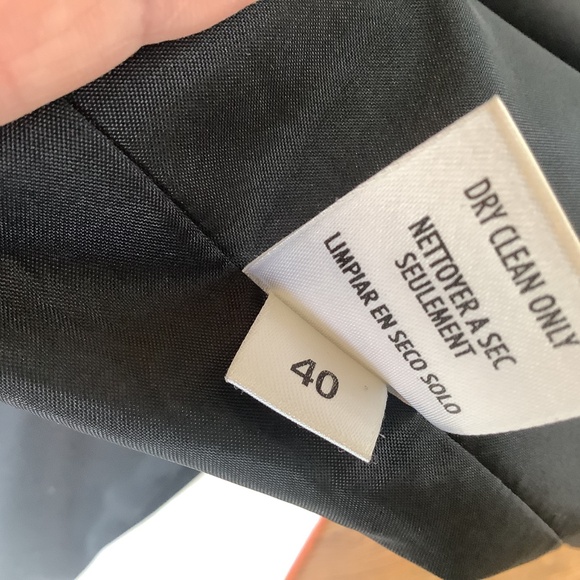 DRY CLEAN ONLY
NETTOYER A SEC
SEULEMENT
LIMPIAR EN SECO SOLO
40